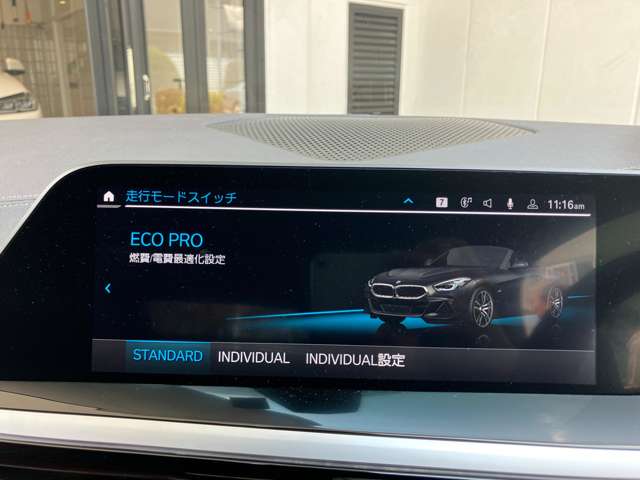 走行モードスイッチ
7
11:16am
ECO PRO
燃費/電費最適化設定
STANDARD INDIVIDUAL INDIVIDUAL設定